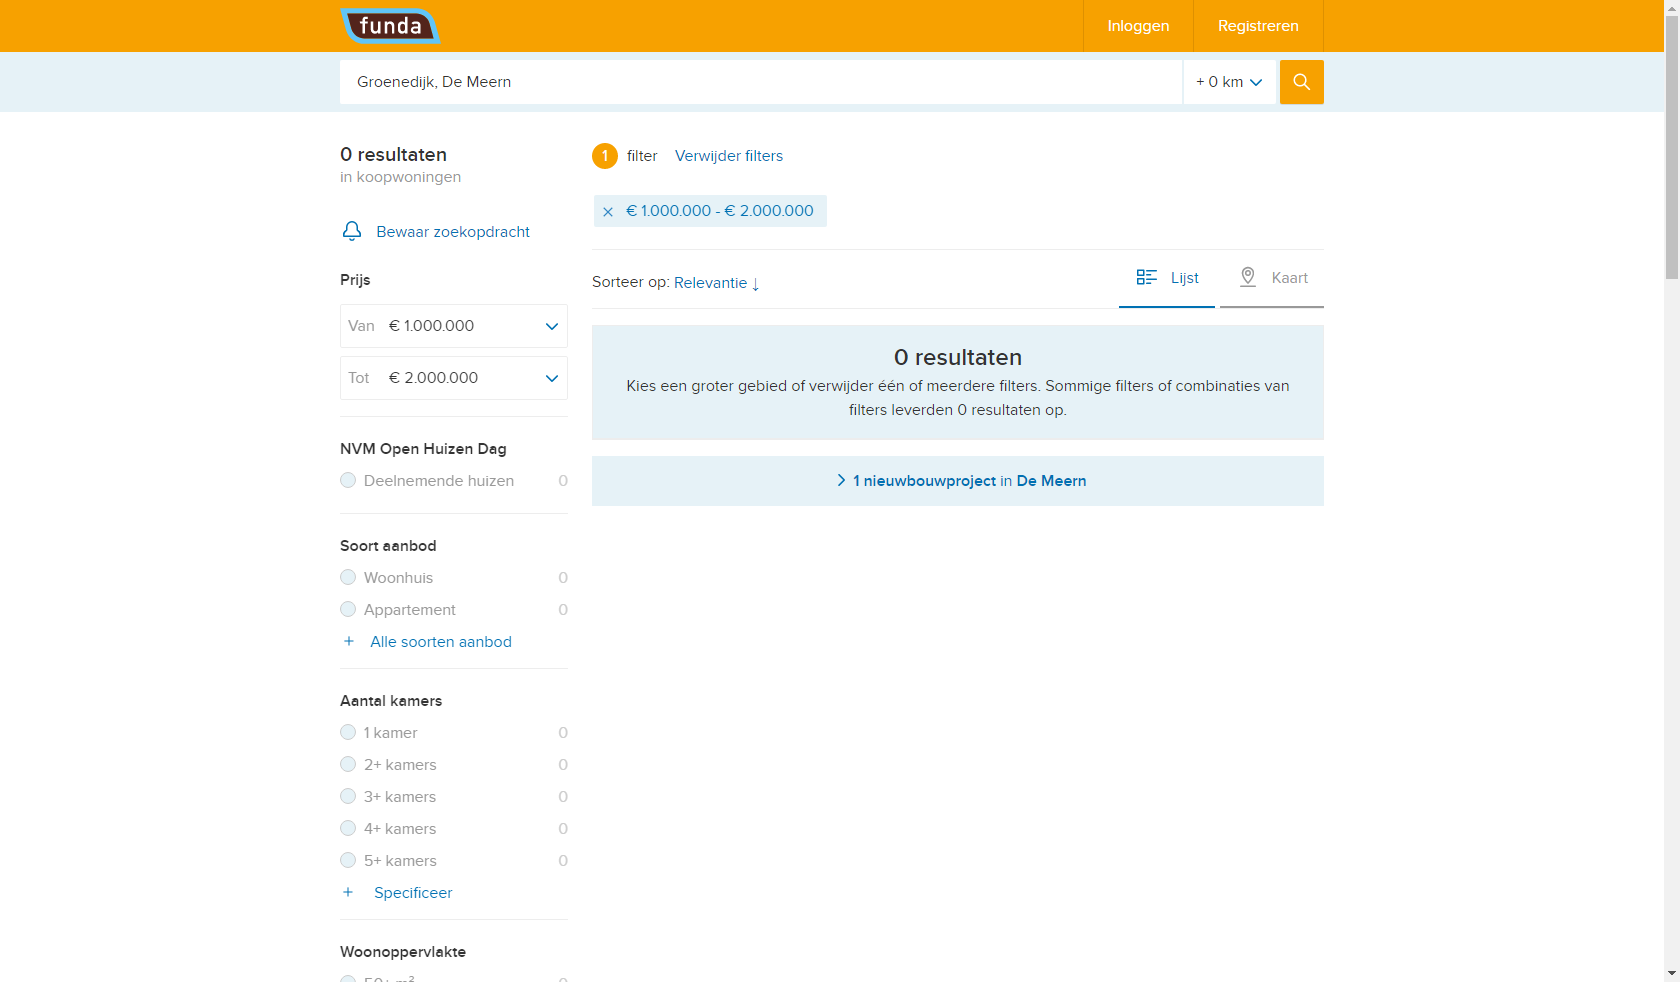 funda
Inloggen
Registreren
Groenedijk, De Meern
+ 0 km
0 resultaten
in koopwoningen
Bewaar zoekopdracht
Prijs
Van € 1.000.000
Tot € 2.000.000
NVM Open Huizen Dag
Deelnemende huizen 0
Soort aanbod
Woonhuis 0
Appartement 0
+ Alle soorten aanbod
Aantal kamers
1 kamer 0
2+ kamers 0
3+ kamers 0
4+ kamers 0
5+ kamers 0
+ Specificeer
Woonoppervlakte
1 filter Verwijder filters
€ 1.000.000 - € 2.000.000
Sorteer op: Relevantie ↓
Lijst
Kaart
0 resultaten
Kies een groter gebied of verwijder één of meerdere filters. Sommige filters of combinaties van
filters leverden 0 resultaten op.
1 nieuwbouwproject in De Meern